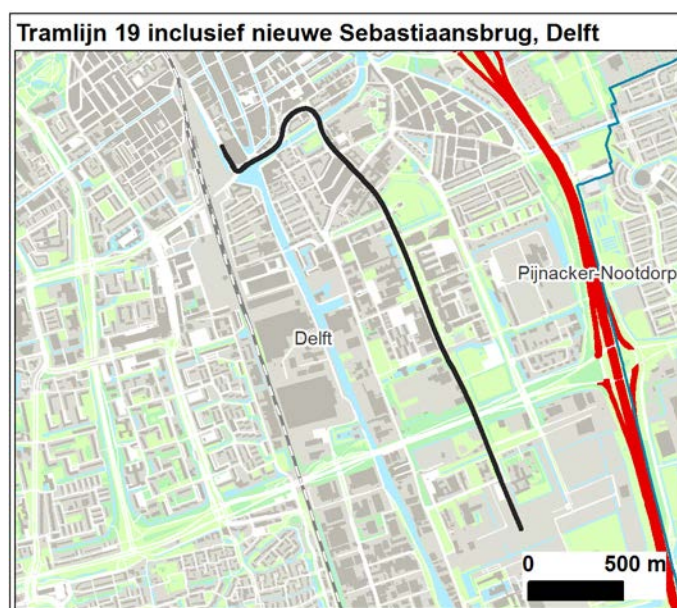 Tramlijn 19 inclusief nieuwe Sebastiaansbrug, Delft
Pijnacker-Nootdorp
Delft
0 500 m